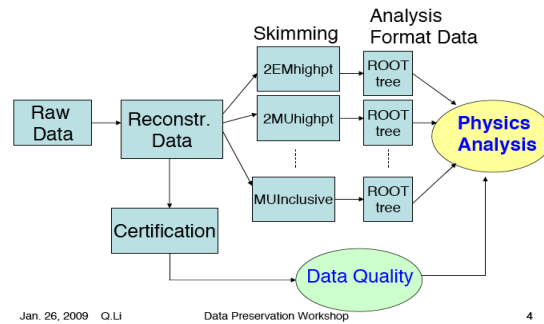 Skimming
Analysis
Format Data
2EMhighpt
ROOT
tree
Raw
Data
Reconstr.
Data
2MUhighpt
ROOT
tree
Physics
Analysis
MUInclusive
ROOT
tree
Certification
Data Quality
Jan. 26, 2009 Q.Li Data Preservation Workshop 4